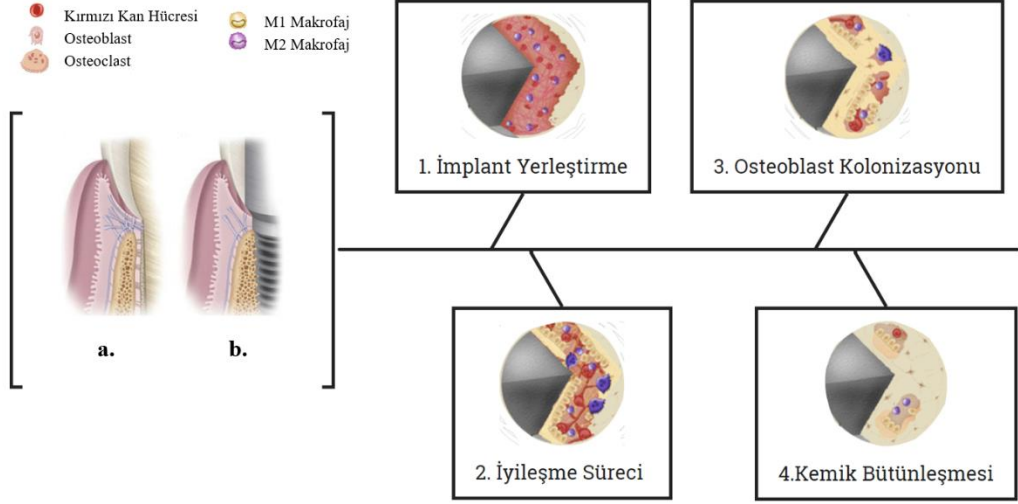 Kırmızı Kan Hücresi
Osteoblast
Osteoclast
M1 Makrofaj
M2 Makrofaj
a.
b.
1. İmplant Yerleştirme
3. Osteoblast Kolonizasyonu
2. İyileşme Süreci
4.Kemik Bütünleşmesi